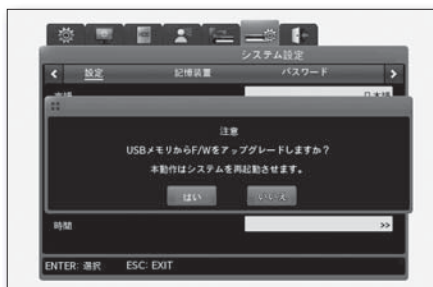 システム設定
設定 記憶装置 パスワード
注意
USBメモリからF/Wをアップグレードしますか？
本動作はシステムを再起動させます。
はい いいえ
時間 >>
ENTER: 選択 ESC: EXIT